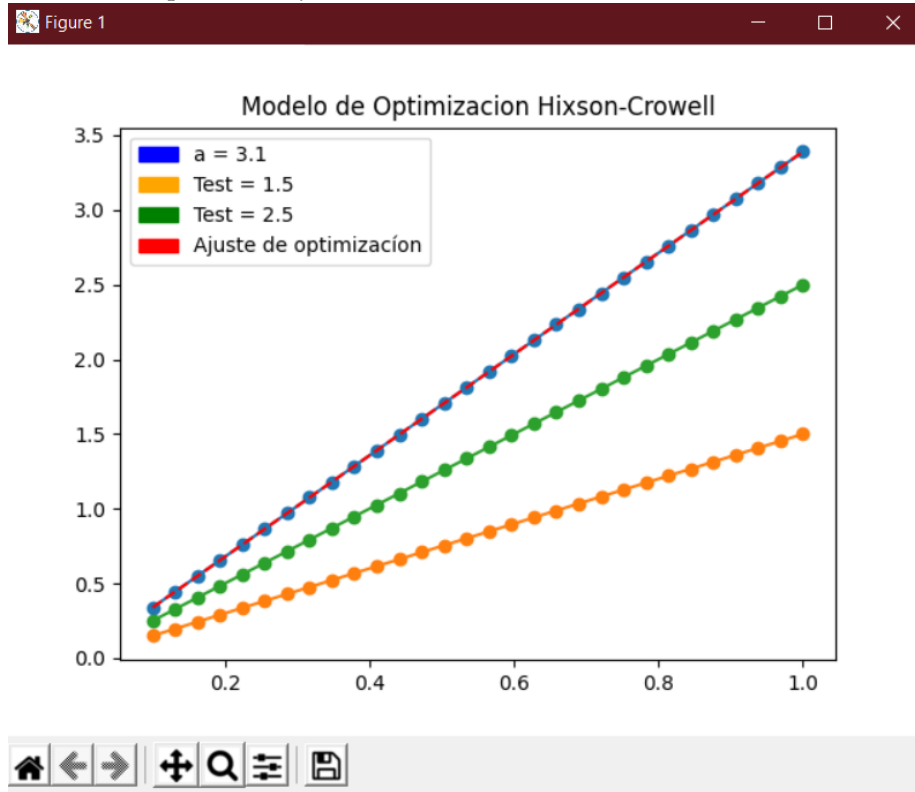 Figure 1
Modelo de Optimizacion Hixson-Crowell
a = 3.1
Test = 1.5
Test = 2.5
Ajuste de optimizacíon
3.5
3.0
2.5
2.0
1.5
1.0
0.5
0.0
0.2 0.4 0.6 0.8 1.0